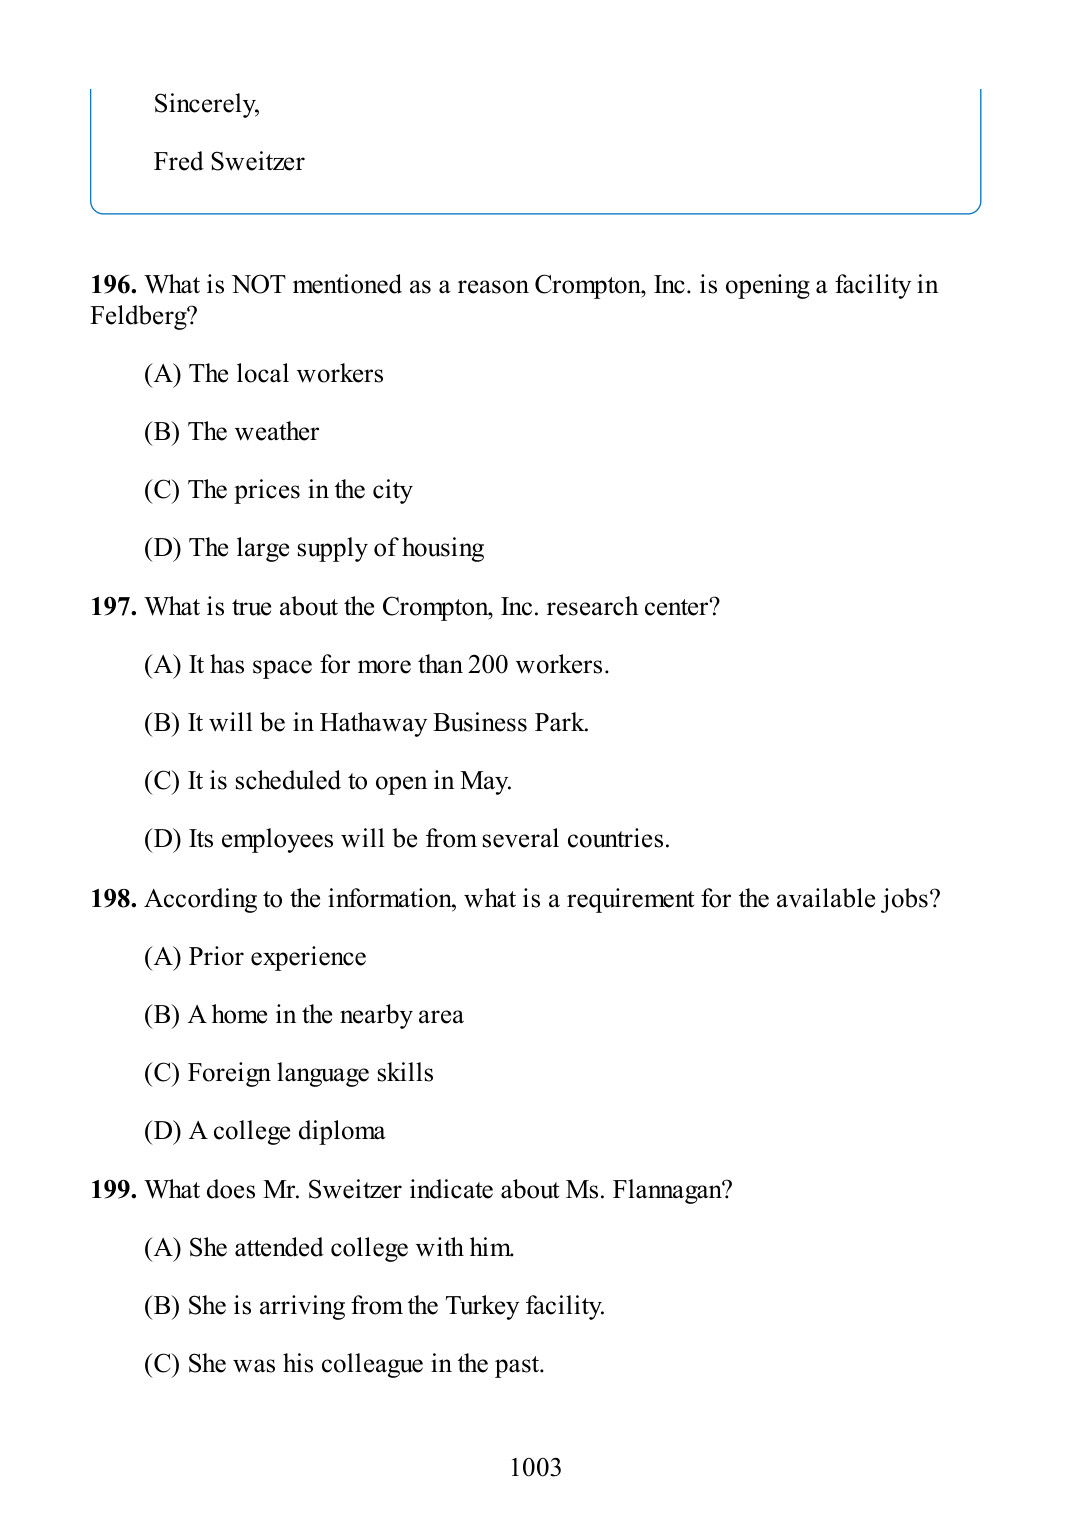 Sincerely,
Fred Sweitzer
196. What is NOT mentioned as a reason Crompton, Inc. is opening a facility in
Feldberg?
(A) The local workers
(B) The weather
(C) The prices in the city
(D) The large supply of housing
197. What is true about the Crompton, Inc. research center?
(A) It has space for more than 200 workers.
(B) It will be in Hathaway Business Park.
(C) It is scheduled to open in May.
(D) Its employees will be from several countries.
198. According to the information, what is a requirement for the available jobs?
(A) Prior experience
(B) A home in the nearby area
(C) Foreign language skills
(D) A college diploma
199. What does Mr. Sweitzer indicate about Ms. Flannagan?
(A) She attended college with him.
(B) She is arriving from the Turkey facility.
(C) She was his colleague in the past.
1003